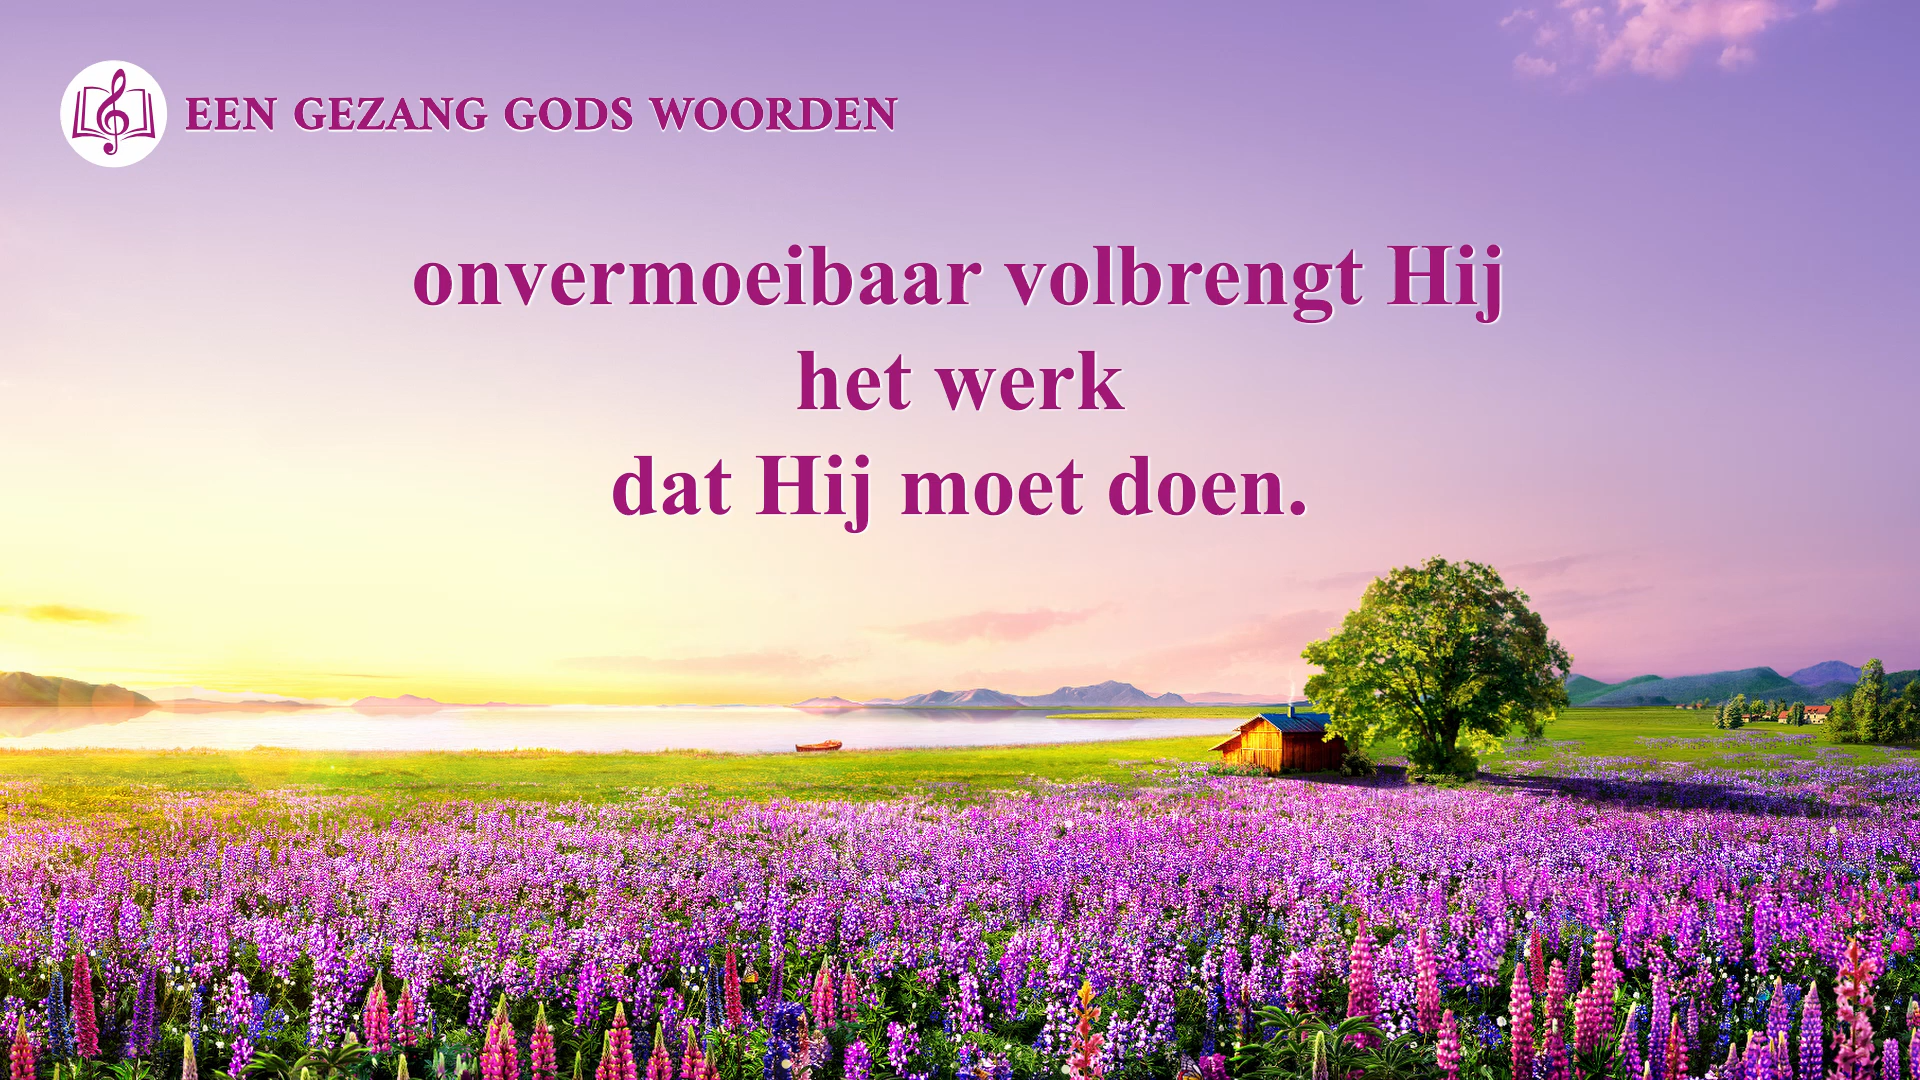 EEN GEZANG GODS WOORDEN
onvermoeibaar volbrengt Hij
het werk
dat Hij moet doen.